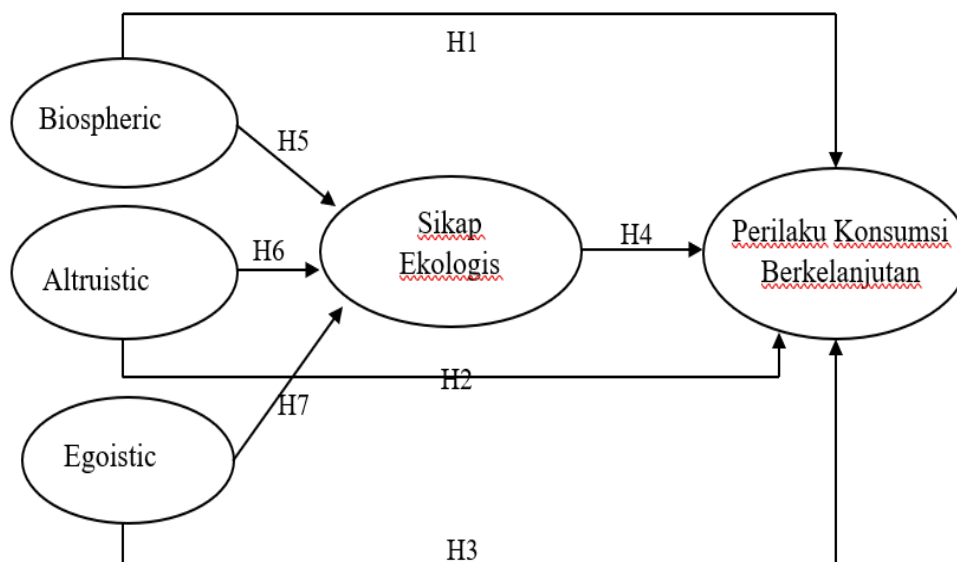 H1
Biospheric
H5
Sikap
Ekologis
H4
Perilaku Konsumsi
Berkelanjutan
H6
Altruistic
H2
H7
Egoistic
H3